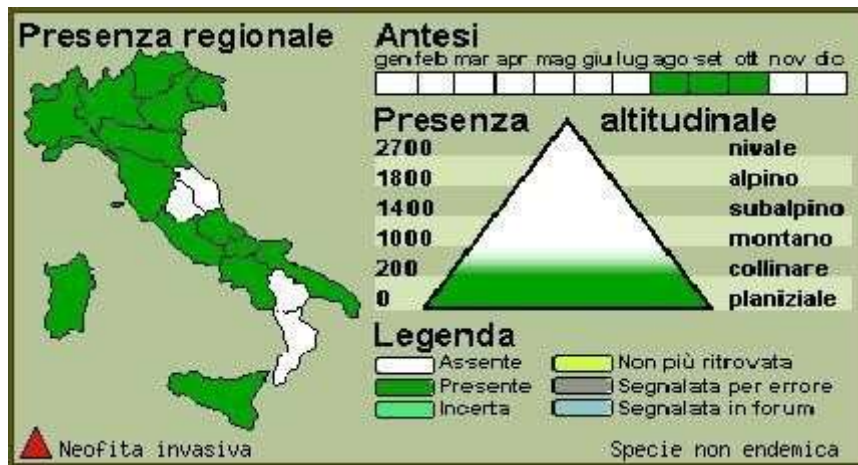 Presenza regionale
Antesi
gen feb mar apr mag giu lug ago set ott nov dic
Presenza altitudinale
2700 nivale
1800 alpino
1400 subalpino
1000 montano
200 collinare
0 planiziale
Legenda
Assente Non più ritrovata
Presente Segnalata per errore
Incerta Segnalata in forum
Neofita invasiva Specie non endemica